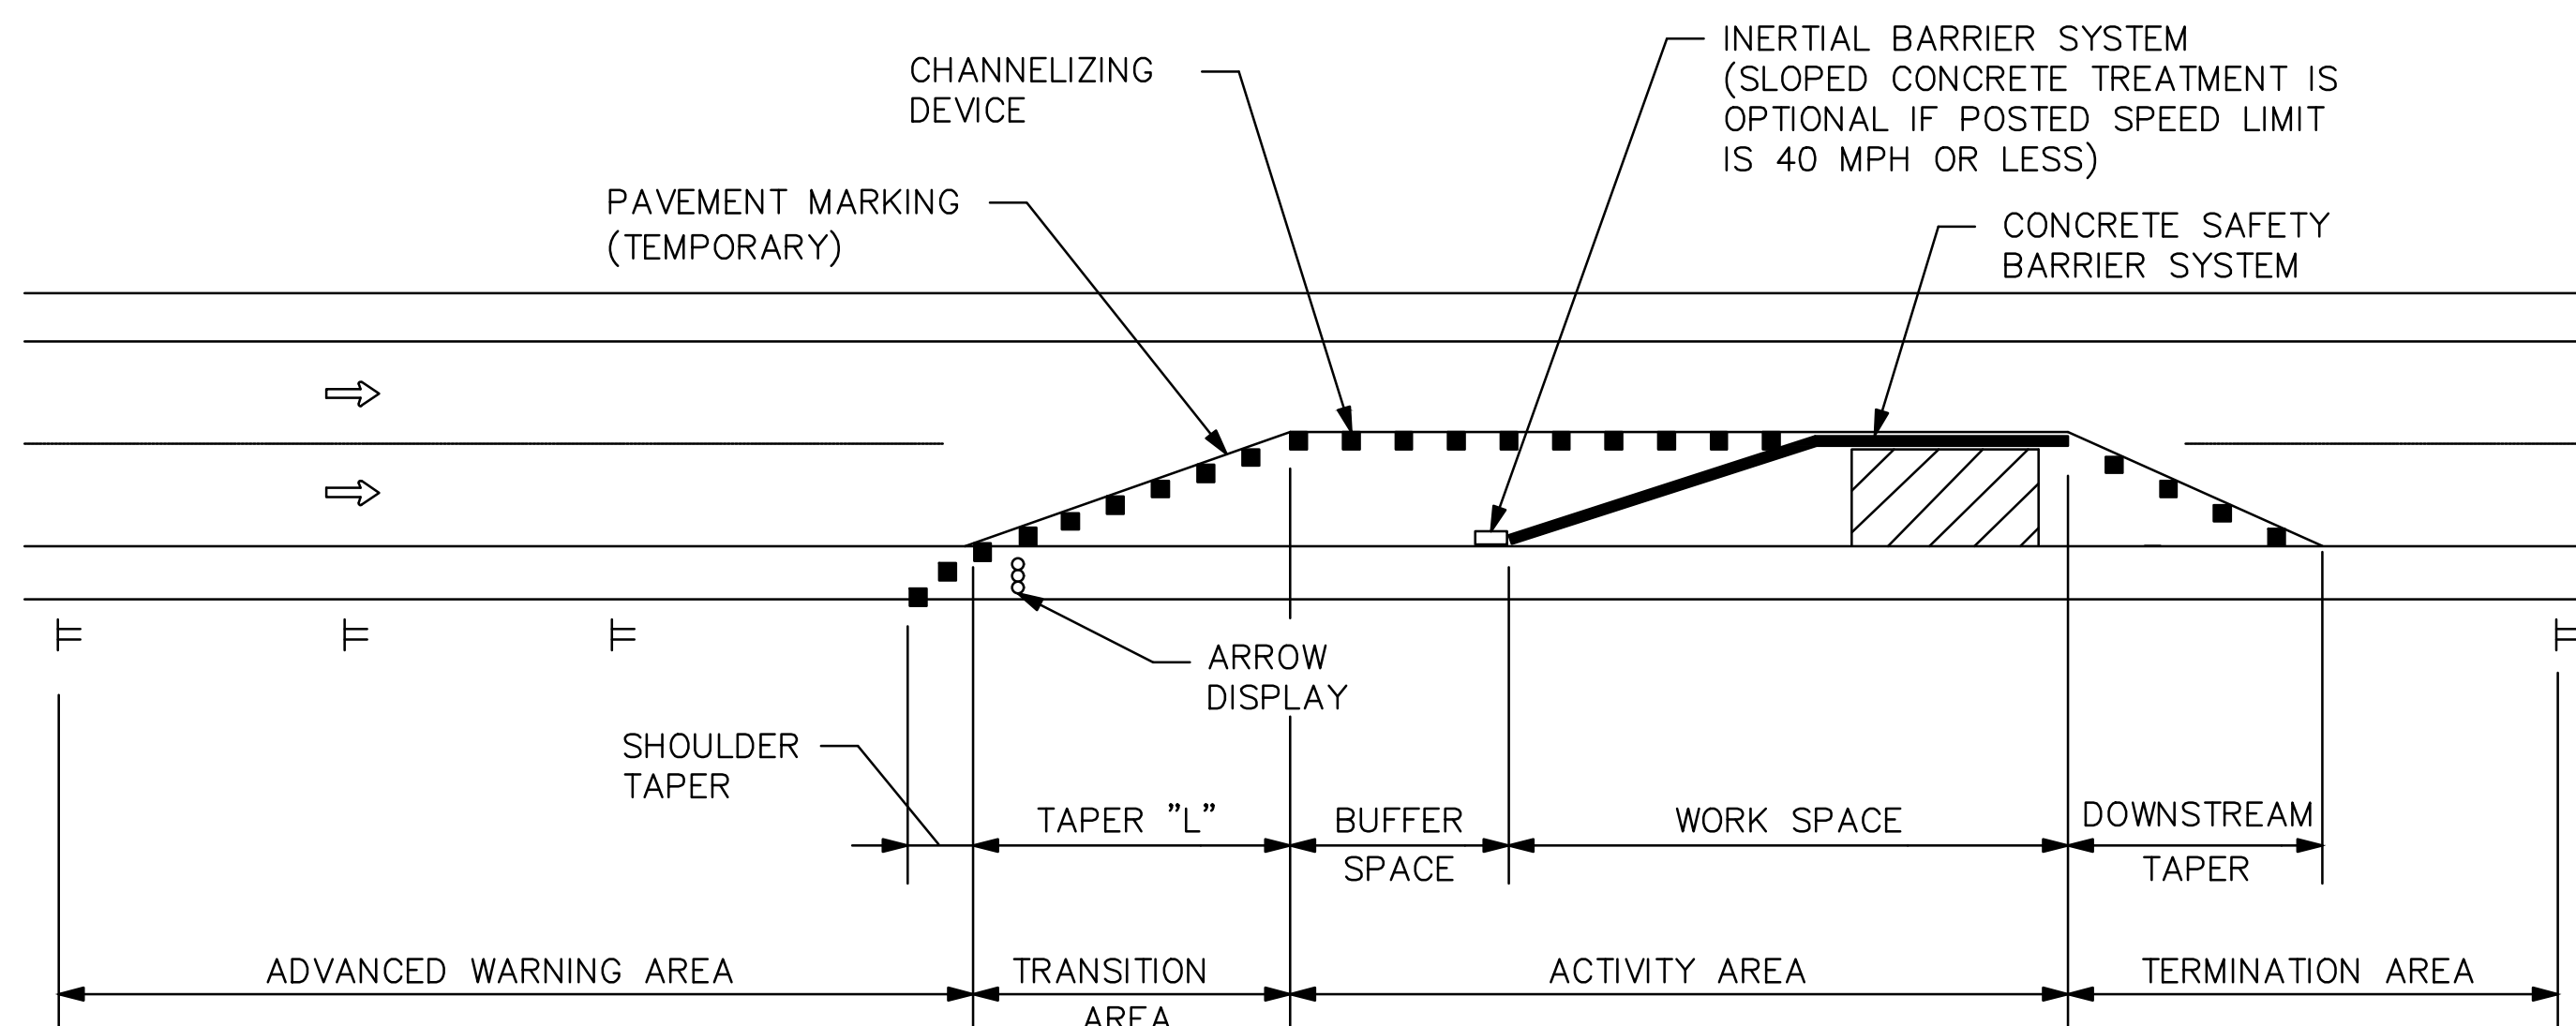 INERTIAL BARRIER SYSTEM
(SLOPED CONCRETE TREATMENT IS
OPTIONAL IF POSTED SPEED LIMIT
IS 40 MPH OR LESS)
CHANNELIZING
DEVICE
PAVEMENT MARKING
(TEMPORARY)
CONCRETE SAFETY
BARRIER SYSTEM
ARROW
DISPLAY
SHOULDER
TAPER
TAPER "L"
BUFFER
SPACE
WORK SPACE
DOWNSTREAM
TAPER
ADVANCED WARNING AREA
TRANSITION
AREA
ACTIVITY AREA
TERMINATION AREA